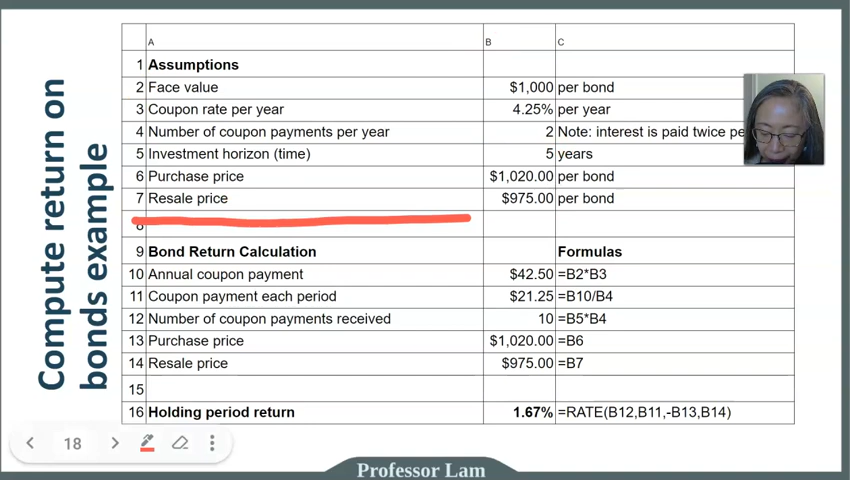 Compute return on
bonds example
A B C
1 Assumptions
2 Face value $1,000 per bond
3 Coupon rate per year 4.25% per year
4 Number of coupon payments per year 2 Note: interest is paid twice pe
5 Investment horizon (time) 5 years
6 Purchase price $1,020.00 per bond
7 Resale price $975.00 per bond
8
9 Bond Return Calculation Formulas
10 Annual coupon payment $42.50 =B2*B3
11 Coupon payment each period $21.25 =B10/B4
12 Number of coupon payments received 10 =B5*B4
13 Purchase price $1,020.00 =B6
14 Resale price $975.00 =B7
15
16 Holding period return 1.67% =RATE(B12,B11,-B13,B14)
18
Professor Lam